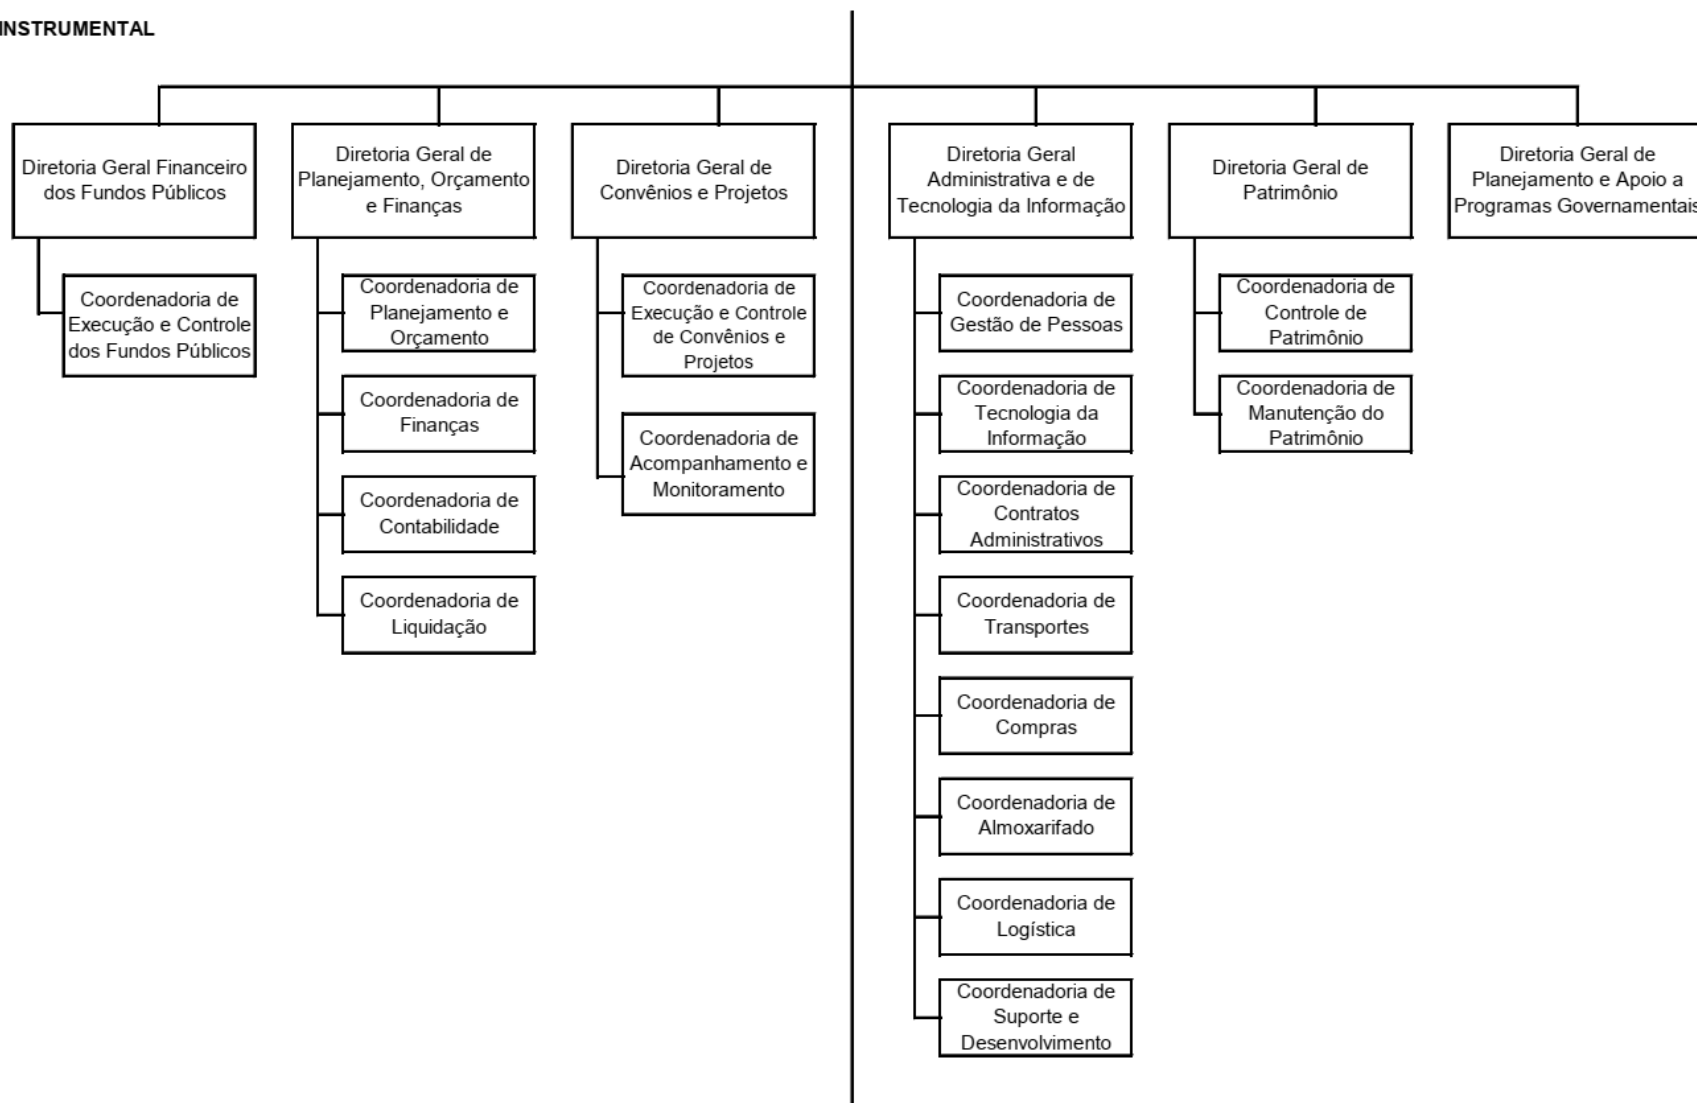 INSTRUMENTAL
Diretoria Geral Financeiro
dos Fundos Públicos
Coordenadoria de
Execução e Controle
dos Fundos Públicos
Diretoria Geral de
Planejamento, Orçamento
e Finanças
Coordenadoria de
Planejamento e
Orçamento
Coordenadoria de
Finanças
Coordenadoria de
Contabilidade
Coordenadoria de
Liquidação
Diretoria Geral de
Convênios e Projetos
Coordenadoria de
Execução e Controle
de Convênios e
Projetos
Coordenadoria de
Acompanhamento e
Monitoramento
Diretoria Geral
Administrativa e de
Tecnologia da Informação
Coordenadoria de
Gestão de Pessoas
Coordenadoria de
Tecnologia da
Informação
Coordenadoria de
Contratos
Administrativos
Coordenadoria de
Transportes
Coordenadoria de
Compras
Coordenadoria de
Almoxarifado
Coordenadoria de
Logística
Coordenadoria de
Suporte e
Desenvolvimento
Diretoria Geral de
Patrimônio
Coordenadoria de
Controle de
Patrimônio
Coordenadoria de
Manutenção do
Patrimônio
Diretoria Geral de
Planejamento e Apoio a
Programas Governamentais